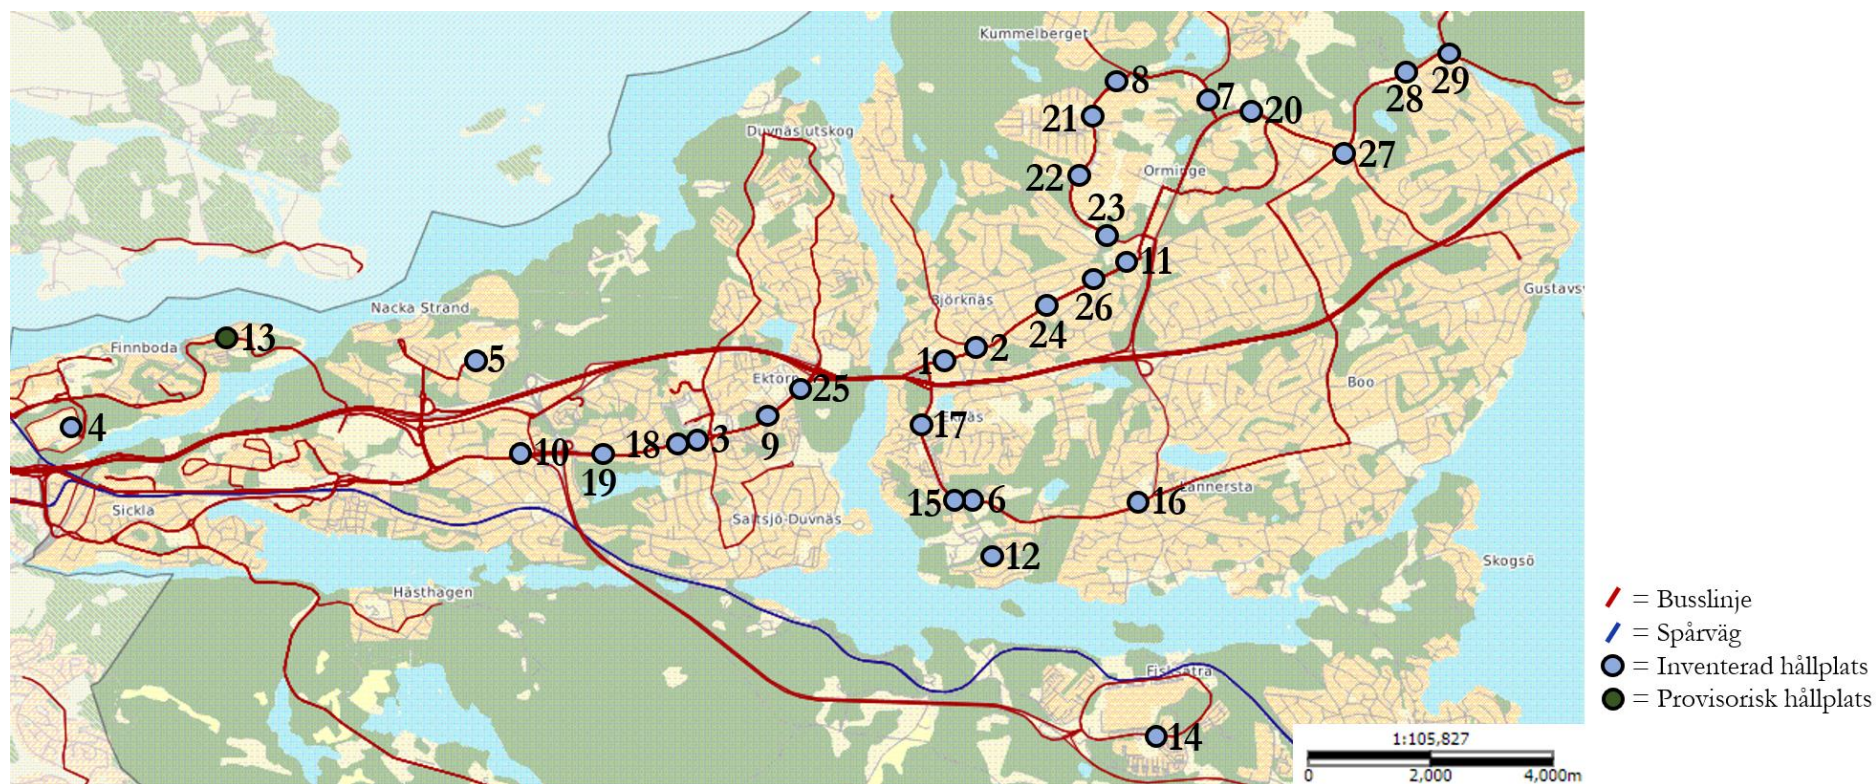 Kummelberget
8
29
7
28
21
20
Duvnäs utskog
27
Orminge
22
23
11
26
Gustavsv
Björknäs
Nacka Strand
24
13
Finnboda
2
5
1
Ektorp
25
Boo
Eknäs
17
4
9
3
18
10
19
Lännersta
15
6
16
Sickla
Saltsjö-Duvnäs
12
Skogsö
Hästhagen
= Busslinje
= Spårväg
= Inventerad hållplats
= Provisorisk hållplats
Fisksätra
14
1:105,827
0 2,000 4,000m